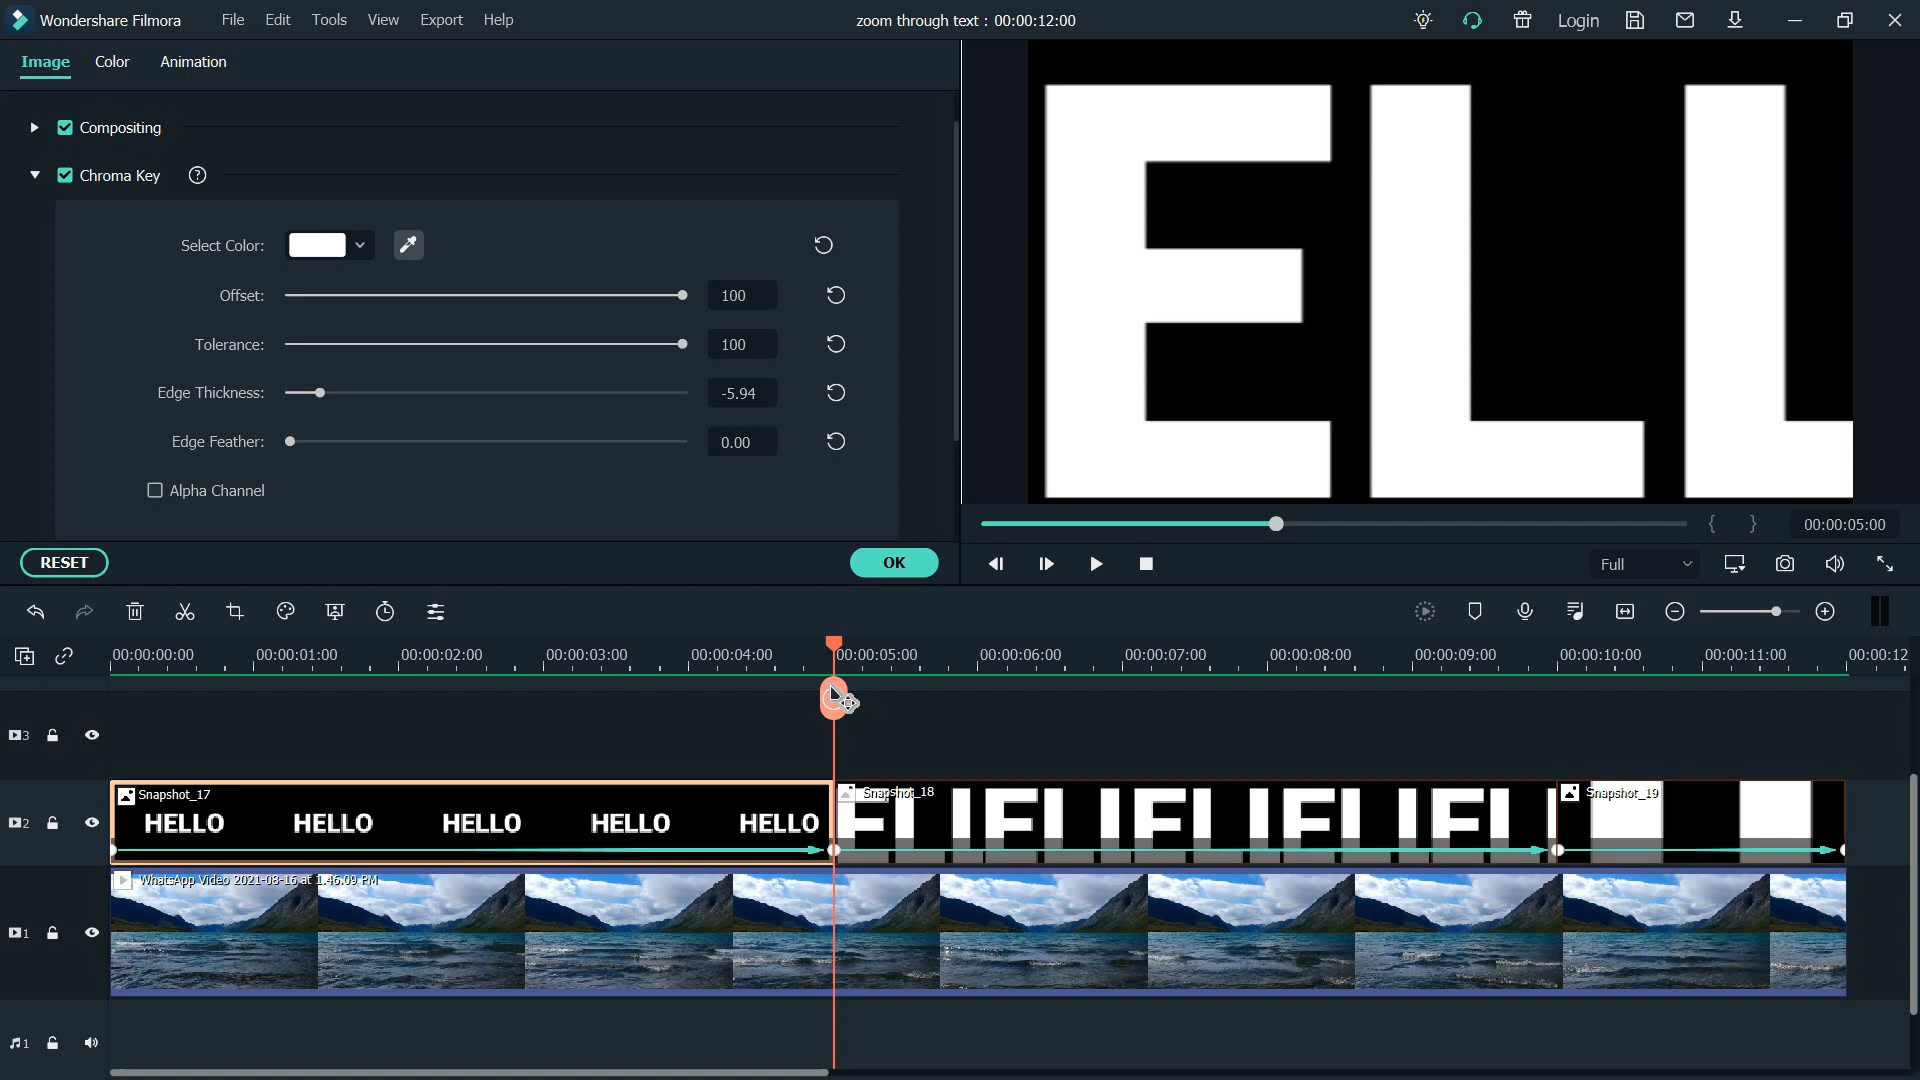 Wondershare Filmora
File Edit Tools View Export Help
zoom through text : 00:00:12:00
Login
Image Color Animation
Compositing
Chroma Key
Select Color:
Offset: 100
Tolerance: 100
Edge Thickness: -5.94
Edge Feather: 0.00
Alpha Channel
RESET
OK
ELL
{ } 00:00:05:00
Full
00:00:00:00 00:00:01:00 00:00:02:00 00:00:03:00 00:00:04:00 00:00:05:00 00:00:06:00 00:00:07:00 00:00:08:00 00:00:09:00 00:00:10:00 00:00:11:00 00:00:12
3
2
Snapshot_17
HELLO HELLO HELLO HELLO HELLO
Snapshot_18
Snapshot_19
1
WhatsApp Video 2021-08-16 at 1.46.09 PM
1